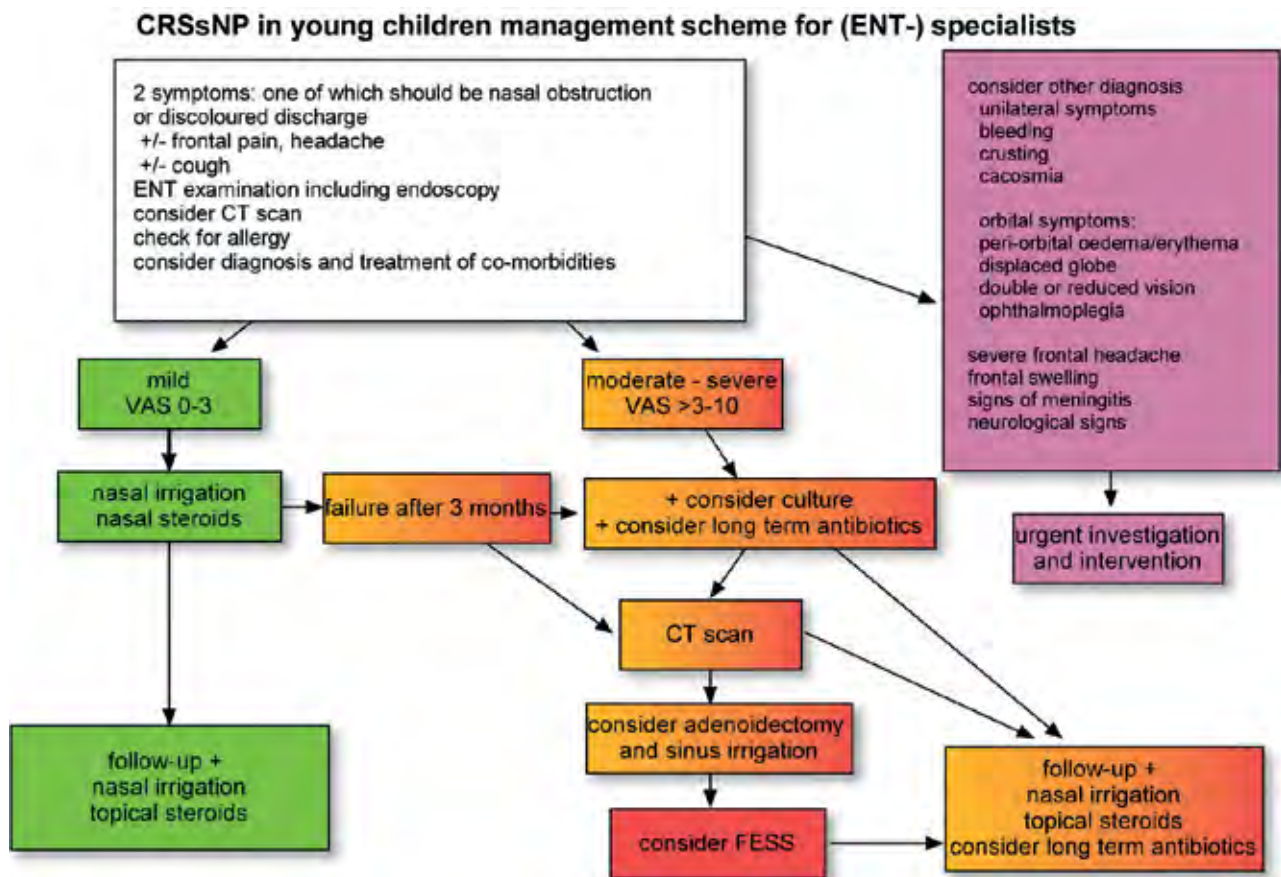 CRSsNP in young children management scheme for (ENT-) specialists
2 symptoms: one of which should be nasal obstruction
or discoloured discharge
+/- frontal pain, headache
+/- cough
ENT examination including endoscopy
consider CT scan
check for allergy
consider diagnosis and treatment of co-morbidities
consider other diagnosis
unilateral symptoms
bleeding
crusting
cacosmia
orbital symptoms:
peri-orbital oedema/erythema
displaced globe
double or reduced vision
ophthalmoplegia
severe frontal headache
frontal swelling
signs of meningitis
neurological signs
mild
VAS 0-3
moderate - severe
VAS >3-10
nasal irrigation
nasal steroids
failure after 3 months
+ consider culture
+ consider long term antibiotics
urgent investigation
and intervention
CT scan
consider adenoidectomy
and sinus irrigation
follow-up +
nasal irrigation
topical steroids
consider FESS
follow-up +
nasal irrigation
topical steroids
consider long term antibiotics